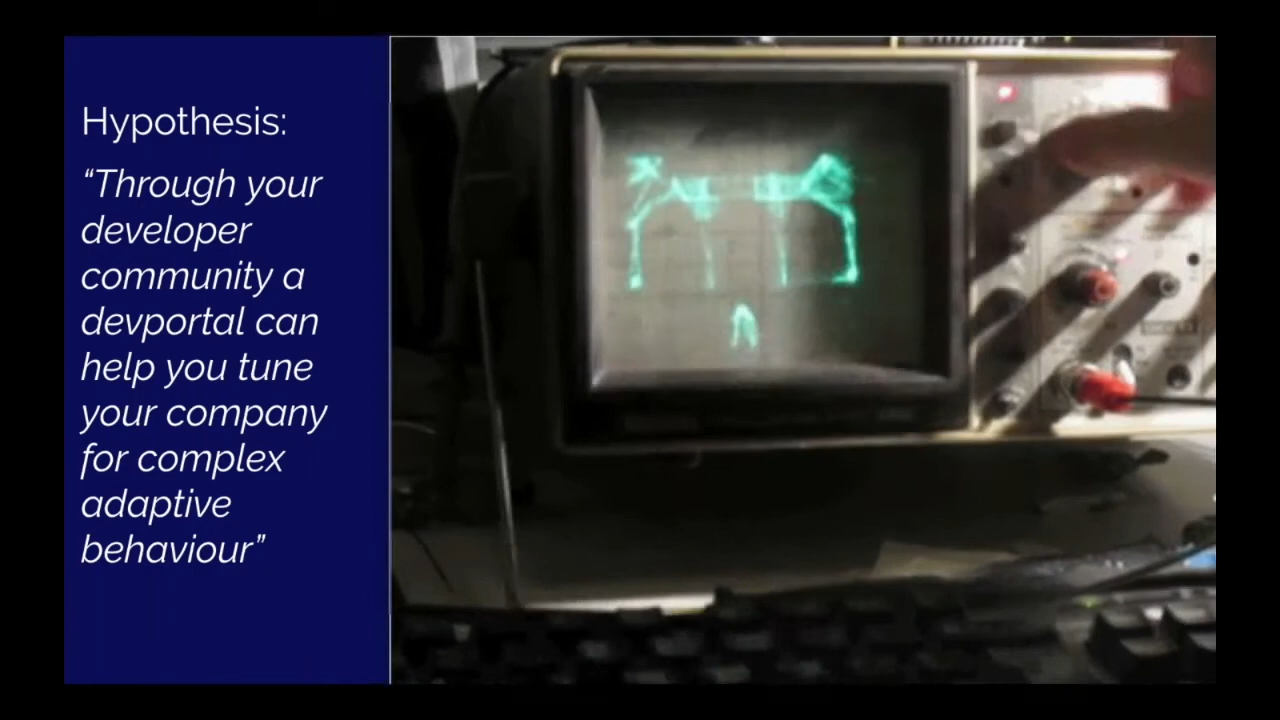 Hypothesis:
“Through your
developer
community a
devportal can
help you tune
your company
for complex
adaptive
behaviour”